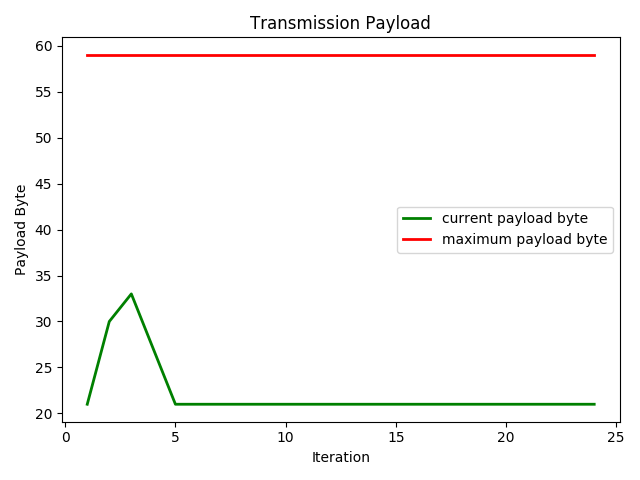 Transmission Payload
60
55
50
45
40
35
30
25
20
Payload Byte
current payload byte
maximum payload byte
0 5 10 15 20 25
Iteration